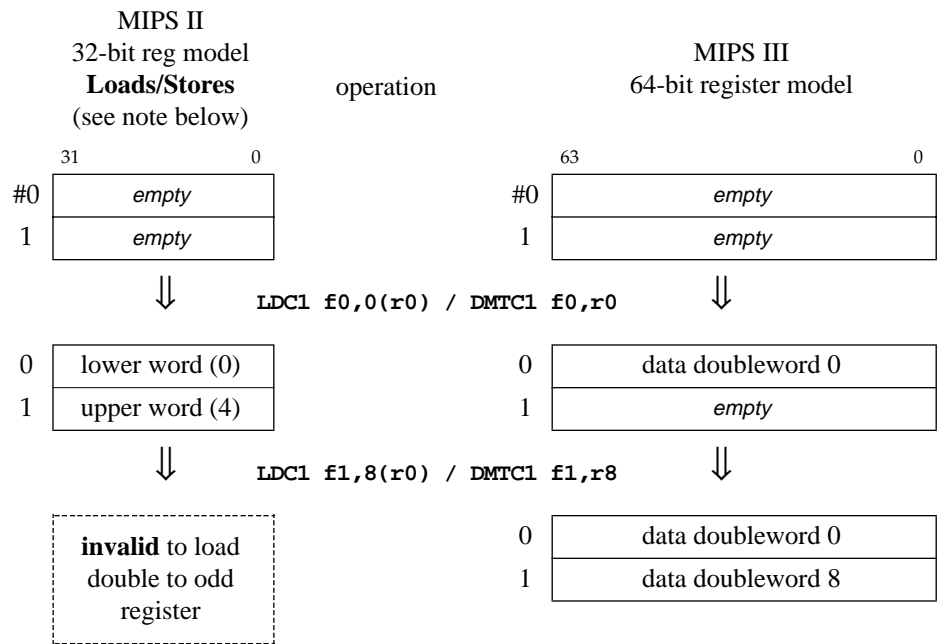 MIPS II
32-bit reg model
Loads/Stores
(see note below)
operation
MIPS III
64-bit register model
31 0
63 0
#0 empty
1 empty
#0 empty
1 empty
⇓ LDC1 f0,0(r0) / DMTC1 f0,r0 ⇓
0 lower word (0)
1 upper word (4)
0 data doubleword 0
1 empty
⇓ LDC1 f1,8(r0) / DMTC1 f1,r8 ⇓
invalid to load
double to odd
register
0 data doubleword 0
1 data doubleword 8